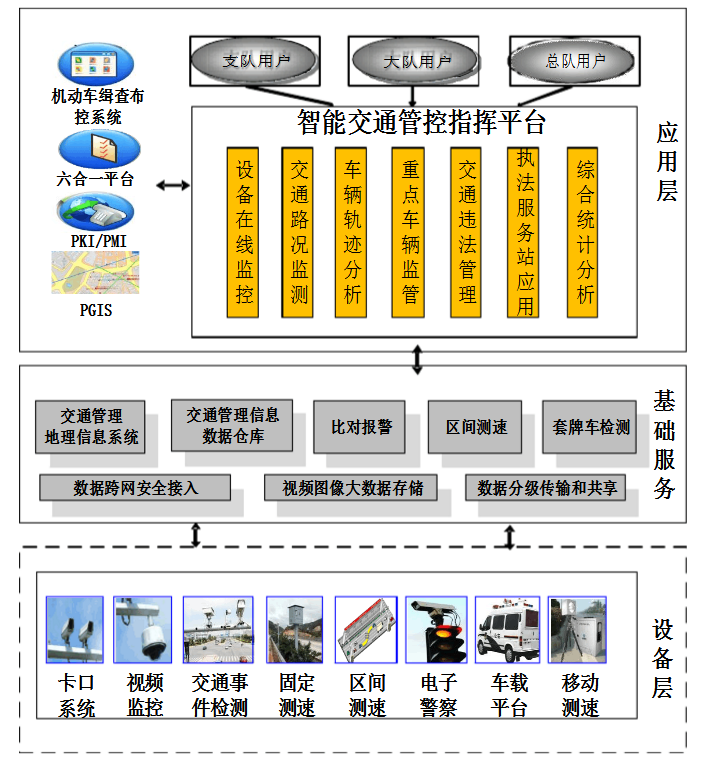 支队用户
大队用户
总队用户
机动车缉查布
控系统
六合一平台
PKI/PMI
PGIS
智能交通管控指挥平台
设备在线监控
交通路况监测
车辆轨迹分析
重点车辆监管
交通违法管理
执法服务站应用
综合统计分析
应用层
交通管理
地理信息系统
交通管理信息
数据仓库
比对报警
区间测速
套牌车检测
数据跨网安全接入
视频图像大数据存储
数据分级传输和共享
基础服务
卡口
系统
视频
监控
交通事
件检测
固定
测速
区间
测速
电子
警察
车载
平台
移动
测速
设备层